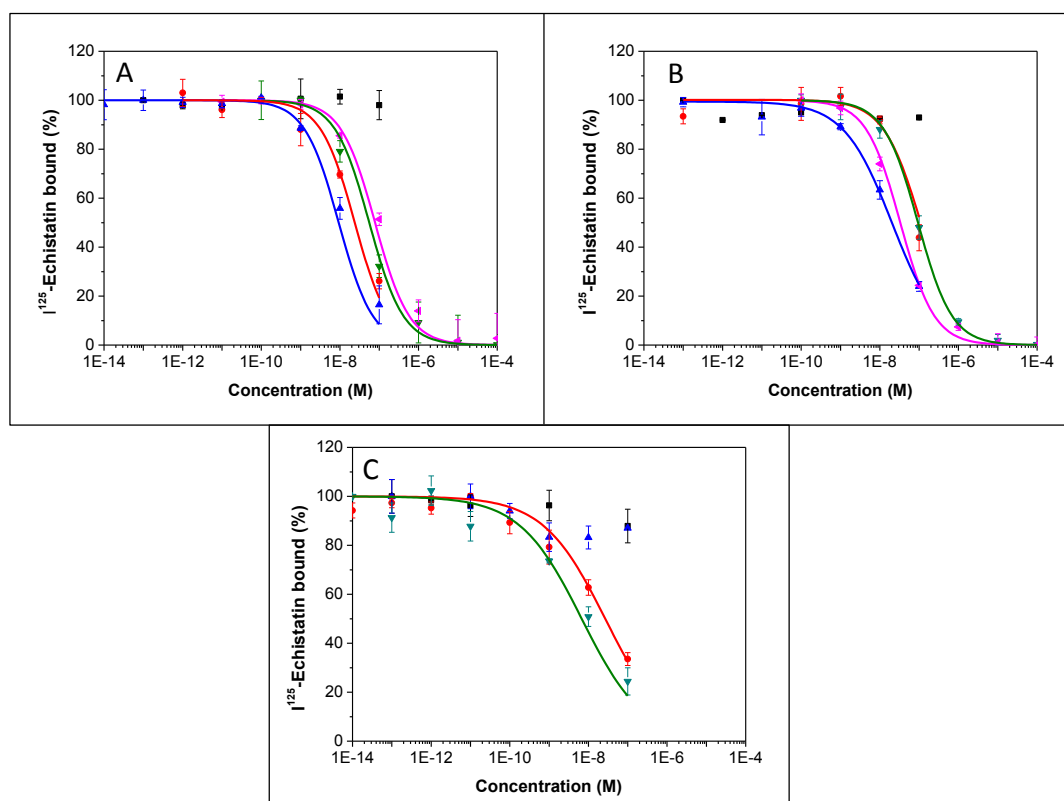 A
120
100
80
60
40
20
0
I¹²⁵-Echistatin bound (%)
1E-14 1E-12 1E-10 1E-8 1E-6 1E-4
Concentration (M)
B
120
100
80
60
40
20
0
I¹²⁵-Echistatin bound (%)
1E-14 1E-12 1E-10 1E-8 1E-6 1E-4
Concentration (M)
C
120
100
80
60
40
20
0
I¹²⁵-Echistatin bound (%)
1E-14 1E-12 1E-10 1E-8 1E-6 1E-4
Concentration (M)